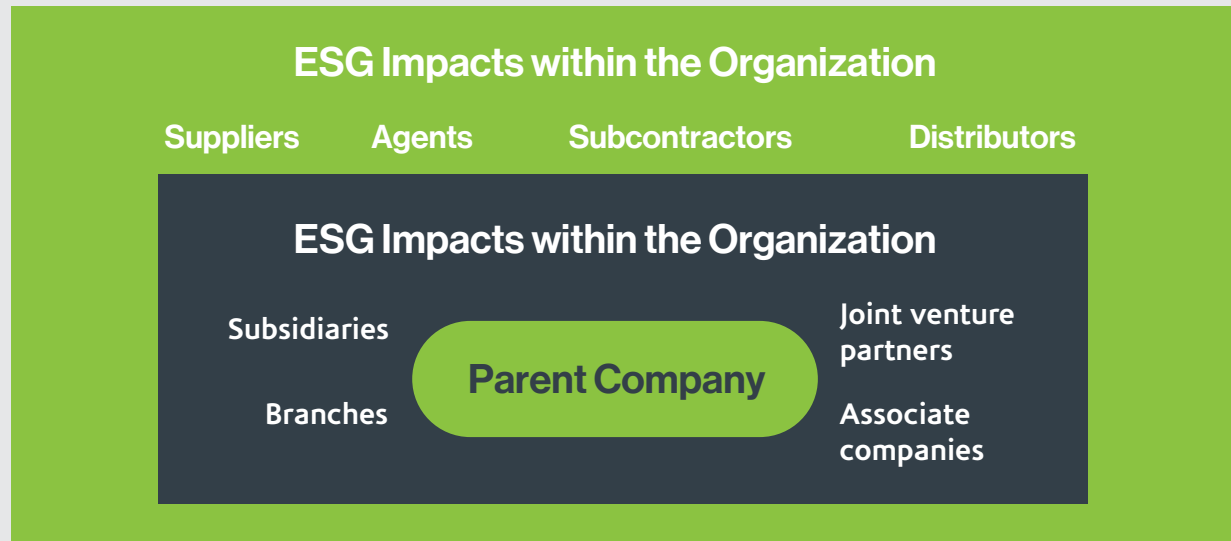 ESG Impacts within the Organization
Suppliers Agents Subcontractors Distributors
ESG Impacts within the Organization
Subsidiaries
Branches
Parent Company
Joint venture
partners
Associate
companies